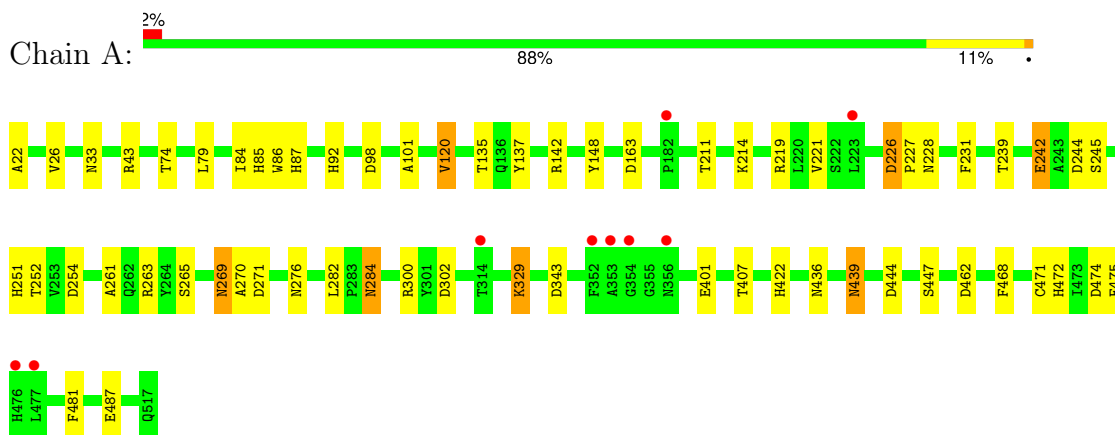 2%
Chain A:
88% 11% •
A22 V26 N33 R43 T74 L79 I84 H85 W86 H87 H92 D98 A101 V120 T135 Q136 Y137 R142 Y148 D163 P182 T211 K214 R219 L220 V221 S222 L223 D226 P227 N228 F231 T239 E242 A243 D244 S245
H251 T252 V253 D254 A261 Q262 R263 Y264 S265 N269 A270 D271 N276 L282 P283 N284 R300 Y301 D302 T314 K329 D343 F352 A353 G354 G355 N356 E401 T407 H422 N436 N439 D444 S447 D462 F468 C471 H472 I473 D474
H476 L477 F481 E487 Q517